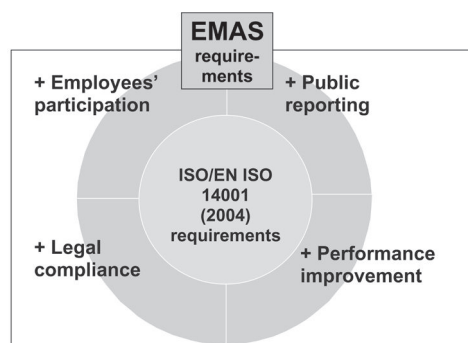 EMAS
require-
ments
+ Employees’
participation
+ Public
reporting
ISO/EN ISO
14001
(2004)
requirements
+ Legal
compliance
+ Performance
improvement